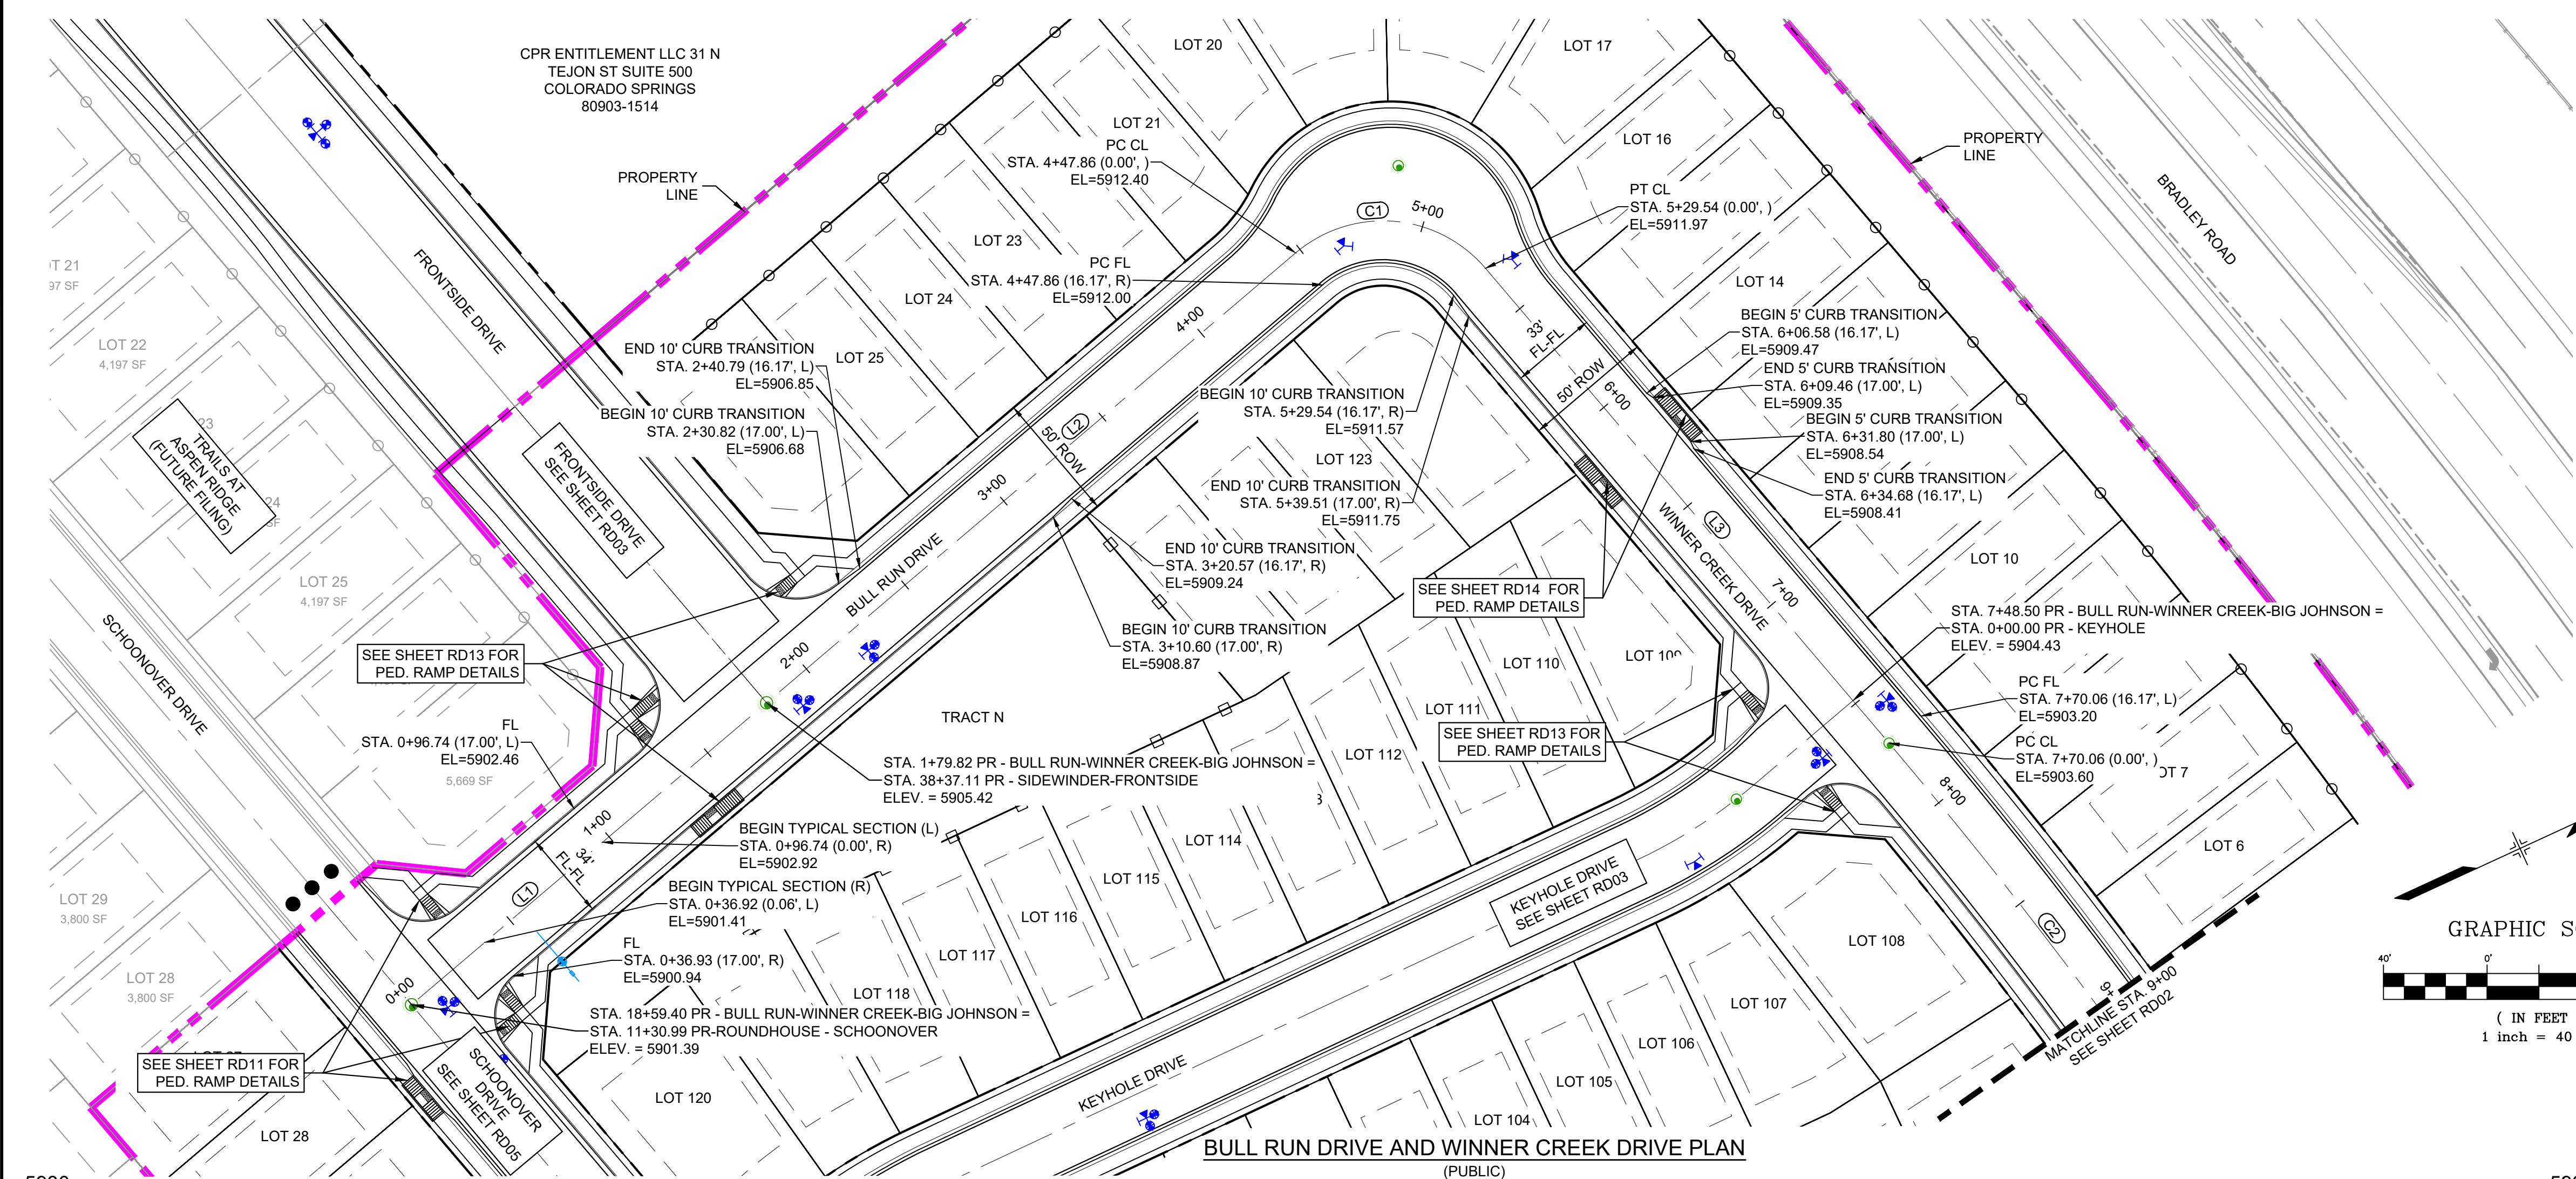 CPR ENTITLEMENT LLC 31 N
TEJON ST SUITE 500
COLORADO SPRINGS
80903-1514
PROPERTY
LINE
LOT 20
LOT 17
LOT 21
PC CL
STA. 4+47.86 (0.00', )
EL=5912.40
LOT 16
PROPERTY
LINE
BRADLEY ROAD
PT CL
STA. 5+29.54 (0.00', )
EL=5911.97
C1
5+00
LOT 23
PC FL
STA. 4+47.86 (16.17', R)
EL=5912.00
LOT 24
4+00
LOT 14
FRONTSIDE DRIVE
LOT 22
4,197 SF
END 10' CURB TRANSITION
STA. 2+40.79 (16.17', L)
EL=5906.85
LOT 25
BEGIN 10' CURB TRANSITION
STA. 2+30.82 (17.00', L)
EL=5906.68
33'
FL-FL
50' ROW
6+00
BEGIN 5' CURB TRANSITION
STA. 6+06.58 (16.17', L)
EL=5909.47
END 5' CURB TRANSITION
STA. 6+09.46 (17.00', L)
EL=5909.35
BEGIN 5' CURB TRANSITION
STA. 6+31.80 (17.00', L)
EL=5908.54
END 5' CURB TRANSITION
STA. 6+34.68 (16.17', L)
EL=5908.41
BEGIN 10' CURB TRANSITION
STA. 5+29.54 (16.17', R)
EL=5911.57
LOT 123
END 10' CURB TRANSITION
STA. 5+39.51 (17.00', R)
EL=5911.75
L2
50' ROW
3+00
23
TRAILS AT
ASPEN RIDGE
(FUTURE FILING)
24
SF
FRONTSIDE DRIVE
SEE SHEET RD03
BULL RUN DRIVE
END 10' CURB TRANSITION
STA. 3+20.57 (16.17', R)
EL=5909.24
WINNER CREEK DRIVE
L3
LOT 10
7+00
LOT 25
4,197 SF
SEE SHEET RD14 FOR
PED. RAMP DETAILS
STA. 7+48.50 PR - BULL RUN-WINNER CREEK-BIG JOHNSON =
STA. 0+00.00 PR - KEYHOLE
ELEV. = 5904.43
BEGIN 10' CURB TRANSITION
STA. 3+10.60 (17.00', R)
EL=5908.87
SCHOONOVER DRIVE
SEE SHEET RD13 FOR
PED. RAMP DETAILS
2+00
LOT 110
PC FL
STA. 7+70.06 (16.17', L)
EL=5903.20
TRACT N
LOT 111
FL
STA. 0+96.74 (17.00', L)
EL=5902.46
5,669 SF
SEE SHEET RD13 FOR
PED. RAMP DETAILS
PC CL
STA. 7+70.06 (0.00', )
EL=5903.60
LOT 112
STA. 1+79.82 PR - BULL RUN-WINNER CREEK-BIG JOHNSON =
STA. 38+37.11 PR - SIDEWINDER-FRONTSIDE
ELEV. = 5905.42
8+00
1+00
BEGIN TYPICAL SECTION (L)
STA. 0+96.74 (0.00', R)
EL=5902.92
LOT 114
LOT 6
34'
FL-FL
L1
LOT 115
KEYHOLE DRIVE
SEE SHEET RD03
BEGIN TYPICAL SECTION (R)
STA. 0+36.92 (0.06', L)
EL=5901.41
LOT 29
3,800 SF
LOT 116
C2
LOT 117
LOT 108
FL
STA. 0+36.93 (17.00', R)
EL=5900.94
GRAPHIC
LOT 28
3,800 SF
0+00
LOT 118
LOT 107
40'
0'
STA. 18+59.40 PR - BULL RUN-WINNER CREEK-BIG JOHNSON =
STA. 11+30.99 PR-ROUNDHOUSE - SCHOONOVER
ELEV. = 5901.39
MATCHLINE STA. 9+00
SEE SHEET RD02
( IN FEET
1 inch = 40
SEE SHEET RD11 FOR
PED. RAMP DETAILS
SCHOONOVER
DRIVE
SEE SHEET RD05
LOT 106
LOT 105
KEYHOLE DRIVE
LOT 120
LOT 104
LOT 28
BULL RUN DRIVE AND WINNER CREEK DRIVE PLAN
(PUBLIC)